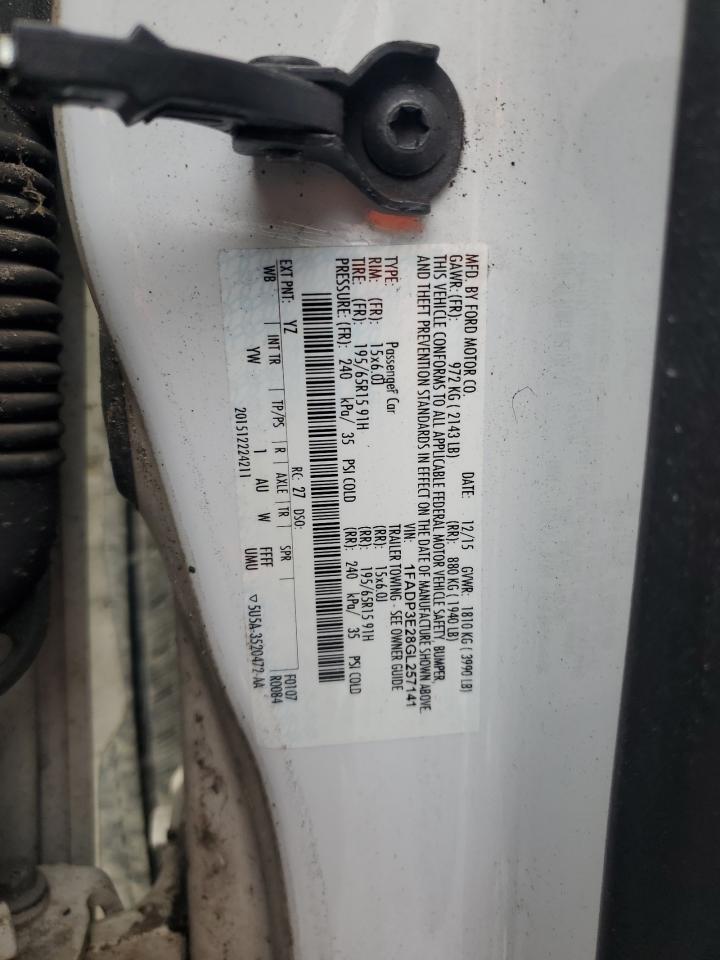 MFD. BY FORD MOTOR CO.
DATE: 12/15 GVWR: 1810 KG ( 3990 LB)
GAWR: (FR): 972 KG ( 2143 LB) (RR): 880 KG ( 1940 LB)
THIS VEHICLE CONFORMS TO ALL APPLICABLE FEDERAL MOTOR VEHICLE SAFETY, BUMPER,
AND THEFT PREVENTION STANDARDS IN EFFECT ON THE DATE OF MANUFACTURE SHOWN ABOVE.
VIN: 1FADP3E28GL257141
TYPE: Passenger Car TRAILER TOWING - SEE OWNER GUIDE
RIM: (FR): 15x6.0J (RR): 15x6.0J
TIRE: (FR): 195/65R15 91H (RR): 195/65R15 91H
PRESSURE: (FR): 240 kPa/ 35 PSI COLD (RR): 240 kPa/ 35 PSI COLD
F0107
R0084
EXT PNT: YZ RC: 27 DSO:
WB | INT TR | TP/PS | R | AXLE | TR | SPR
YW 1 AU W FFFF
UMU
201512224211 ▽5U5A-3520472-AA